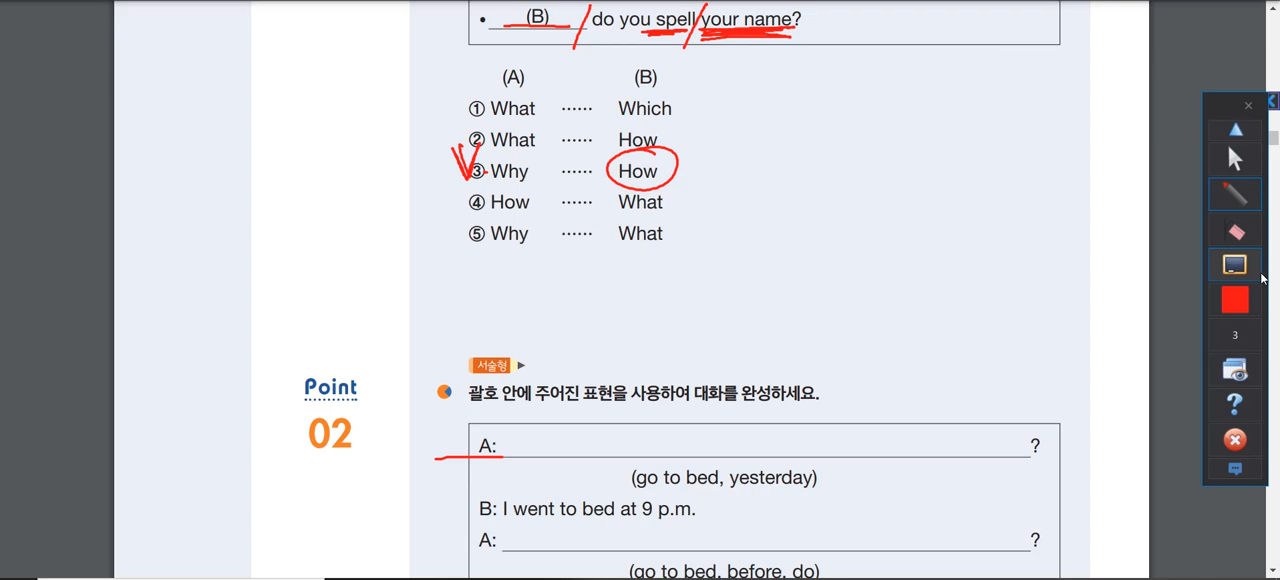 • (B) do you spell your name?
(A) (B)
① What ······ Which
② What ······ How
③ Why ······ How
④ How ······ What
⑤ Why ······ What
서술형 ▶
Point
02
괄호 안에 주어진 표현을 사용하여 대화를 완성하세요.
A: ?
(go to bed, yesterday)
B: I went to bed at 9 p.m.
A: ?
(go to bed, before, do)
3